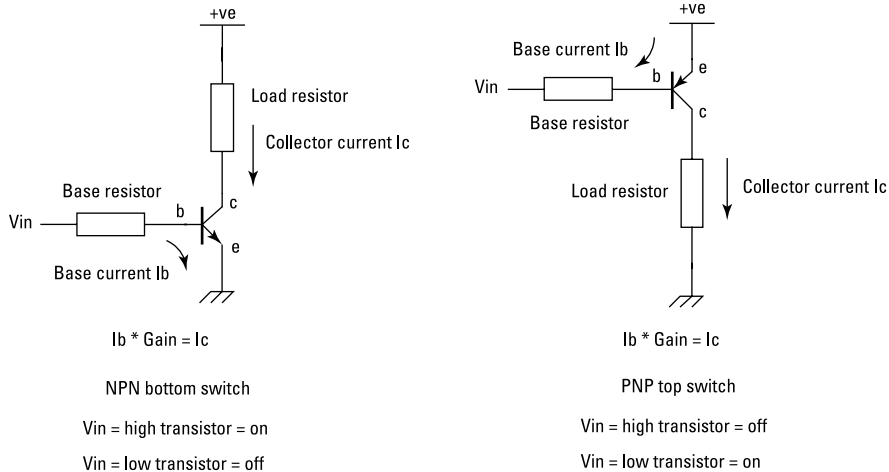 +ve
Load resistor
Collector current Ic
Base resistor
Vin
b
c
e
Base current Ib
Ib * Gain = Ic
NPN bottom switch
Vin = high transistor = on
Vin = low transistor = off
+ve
Base current Ib
b
e
Vin
Base resistor
c
Load resistor
Collector current Ic
Ib * Gain = Ic
PNP top switch
Vin = high transistor = off
Vin = low transistor = on